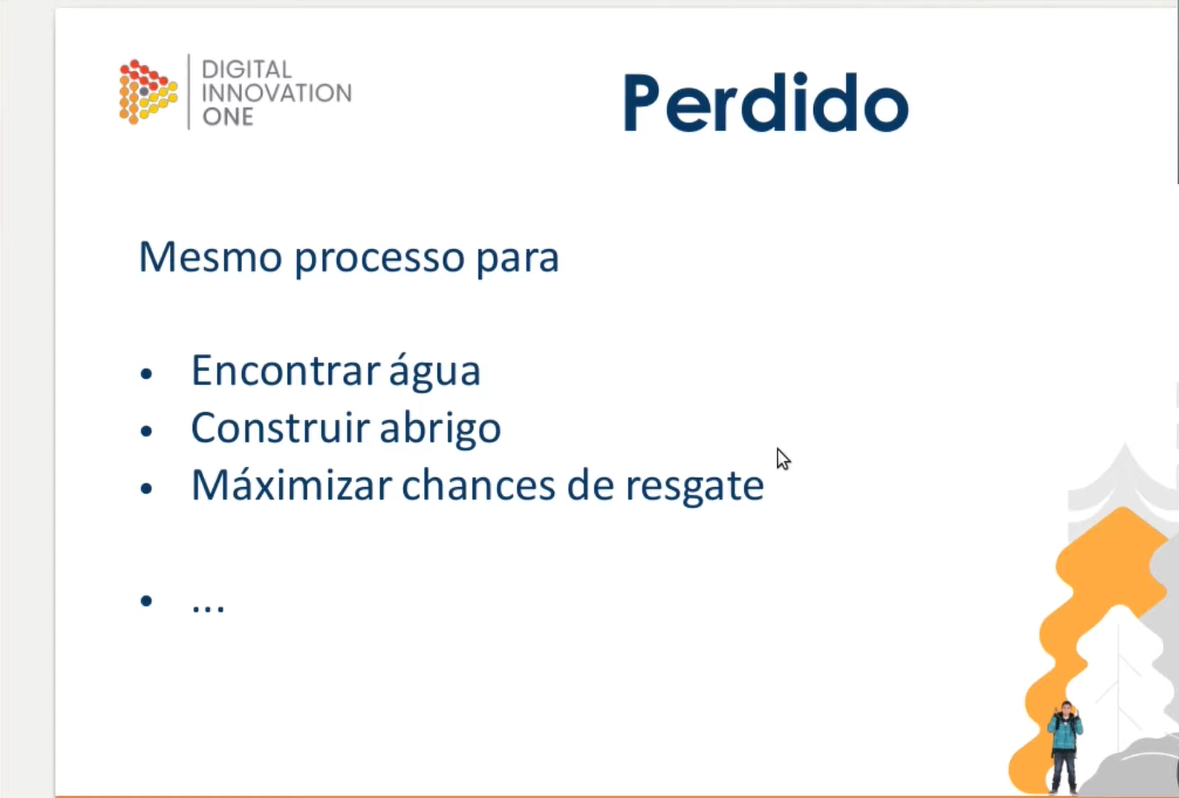 DIGITAL
INNOVATION
ONE
Perdido
Mesmo processo para
• Encontrar água
• Construir abrigo
• Máximizar chances de resgate
• ...